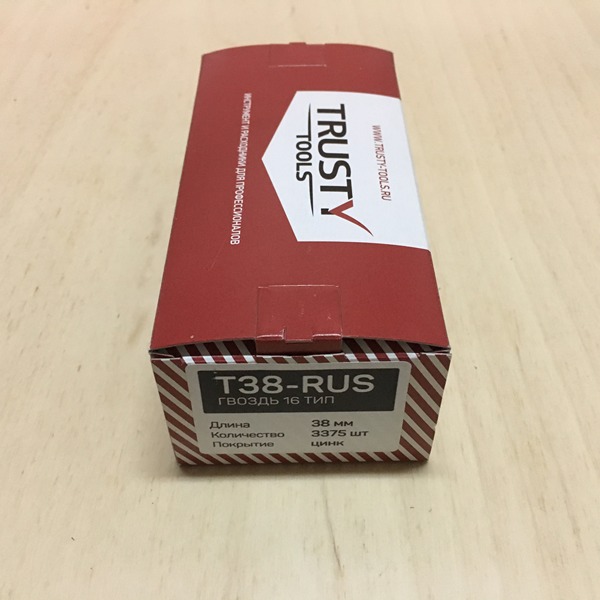 WWW.TRUSTY-TOOLS.RU
TRUSTY
TOOLS
ИНСТРУМЕНТ И РАСХОДНИКИ ДЛЯ ПРОФЕССИОНАЛОВ
T38-RUS
ГВОЗДЬ 16 ТИП
Длина 38 мм
Количество 3375 шт
Покрытие цинк